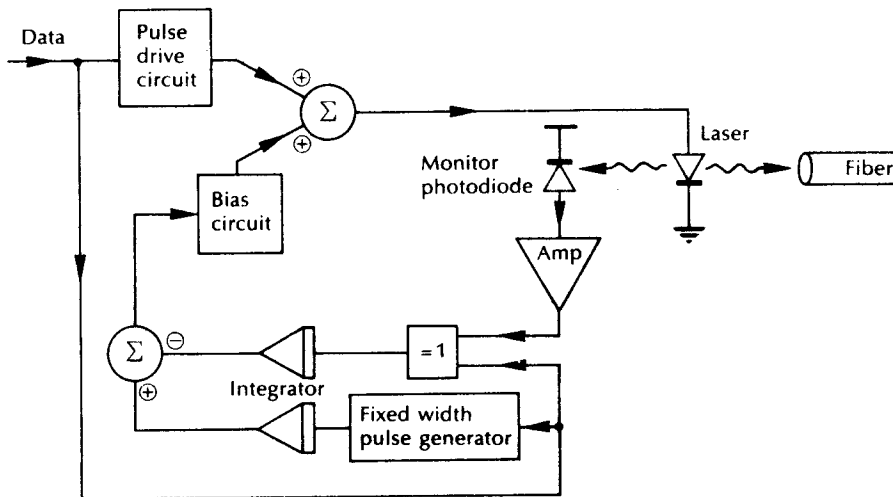 Data
Pulse
drive
circuit
⊕
Σ
⊕
Laser
Monitor
photodiode
Fiber
Bias
circuit
Amp
Σ
⊖
=1
⊕
Integrator
Fixed width
pulse generator